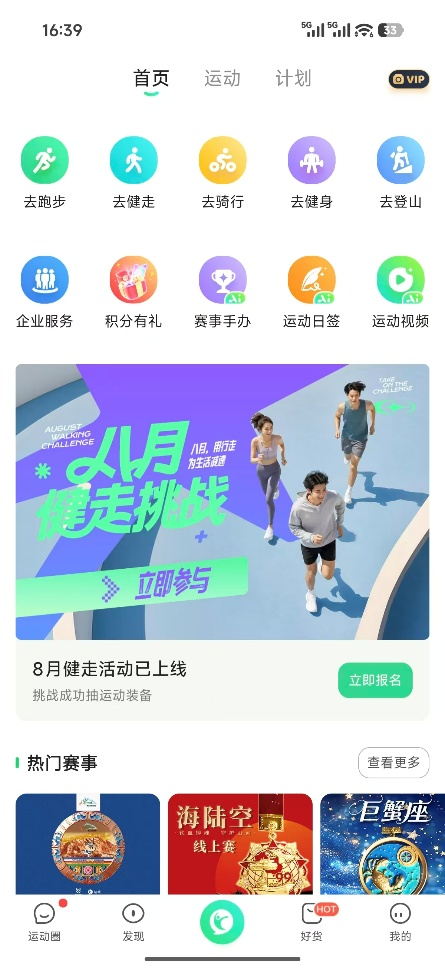 16:39
5G
5G
33
首页
运动
计划
VIP
去跑步
去健走
去骑行
去健身
去登山
企业服务
积分有礼
赛事手办
Ai
运动日签
Ai
运动视频
Ai
AUGUST
WALKING
CHALLENGE
TAKE
ON THE
CHALLENGE
八月
健走挑战
八月，用行走
为生活减速
立即参与
8月健走活动已上线
挑战成功抽运动装备
立即报名
热门赛事
查看更多
海陆空
线上赛
巨蟹座
运动圈
发现
HOT
好货
我的